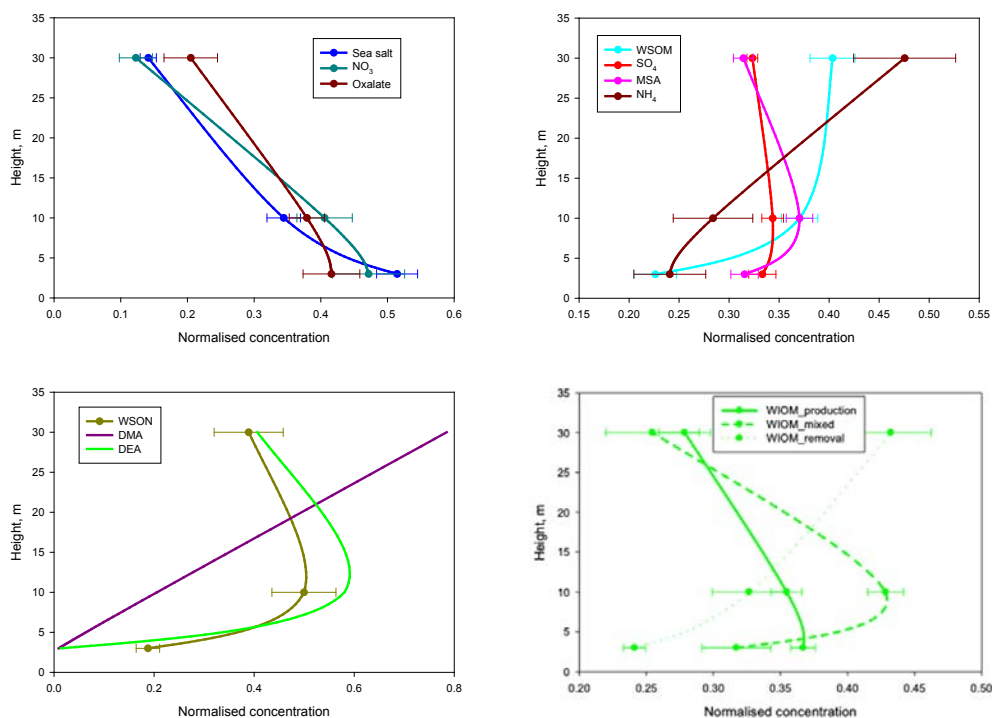 35
30
25
20
15
10
5
0
Height, m
Sea salt
NO3
Oxalate
0.0 0.1 0.2 0.3 0.4 0.5 0.6
Normalised concentration
35
30
25
20
15
10
5
0
Height, m
WSOM
SO4
MSA
NH4
0.15 0.20 0.25 0.30 0.35 0.40 0.45 0.50 0.55
Normalised concentration
35
30
25
20
15
10
5
0
Height, m
WSON
DMA
DEA
0.0 0.2 0.4 0.6 0.8
Normalised concentration
35
30
25
20
15
10
5
0
Height, m
WIOM_production
WIOM_mixed
WIOM_removal
0.20 0.25 0.30 0.35 0.40 0.45 0.50
Normalised concentration